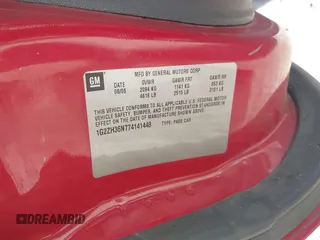 GM
MFD BY GENERAL MOTORS CORP
DATE GVWR GAWR FRT GAWR RR
09/06 2094 KG 1141 KG 953 KG
4616 LB 2515 LB 2101 LB
THIS VEHICLE CONFORMS TO ALL APPLICABLE U.S. FEDERAL
MOTOR VEHICLE SAFETY, BUMPER, AND THEFT PREVENTION
STANDARDS IN EFFECT ON THE DATE OF
MANUFACTURE SHOWN ABOVE.
1G2ZH36N774141448 TYPE: PASS CAR
DREAMBID